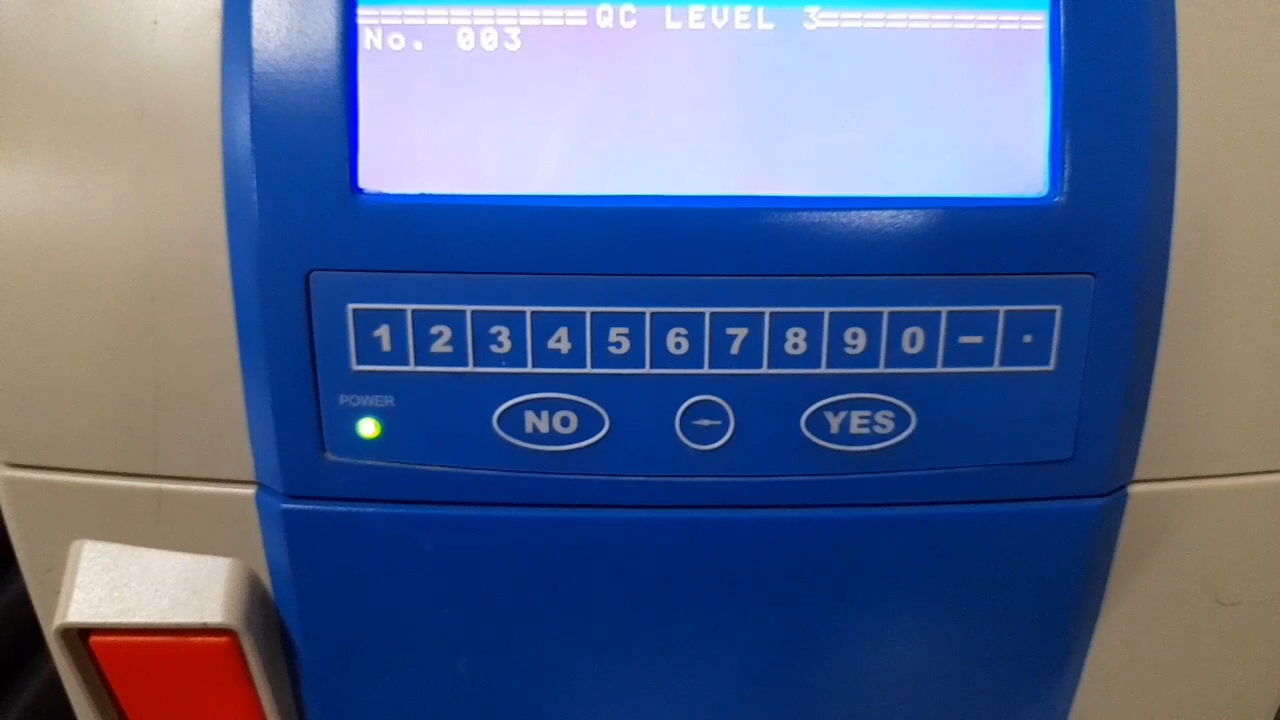 ==========QC LEVEL 3==========
No. 003
1 2 3 4 5 6 7 8 9 0 - .
POWER
NO ← YES